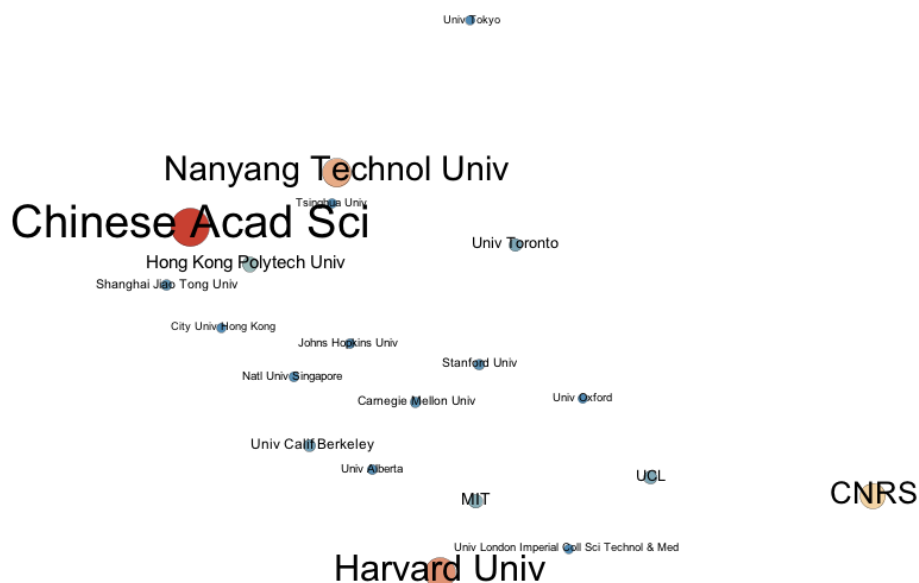 Univ Tokyo
Nanyang Technol Univ
Tsinghua Univ
Chinese Acad Sci
Univ Toronto
Hong Kong Polytech Univ
Shanghai Jiao Tong Univ
City Univ Hong Kong
Johns Hopkins Univ
Stanford Univ
Natl Univ Singapore
Carnegie Mellon Univ
Univ Oxford
Univ Calif Berkeley
Univ Alberta
UCL
MIT
CNRS
Univ London Imperial Coll Sci Technol & Med
Harvard Univ